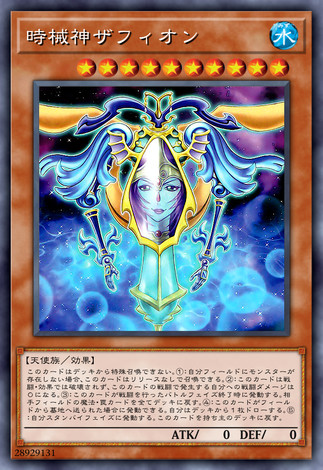 時械神ザフィオン
水
【天使族／効果】
このカードはデッキから特殊召喚できない。①:自分フィールドにモンスターが
存在しない場合、このカードはリリースなしで召喚できる。②:このカードは戦
闘・効果では破壊されず、このカードの戦闘で発生する自分への戦闘ダメージは
0になる。③:このカードが戦闘を行ったバトルフェイズ終了時に発動する。相
手フィールドの魔法・罠カードを全てデッキに戻す。④:このカードがフィール
ドから墓地へ送られた場合に発動できる。自分はデッキから1枚ドローする。⑤
:自分スタンバイフェイズに発動する。このカードを持ち主のデッキに戻す。
ATK/ 0 DEF/ 0
28929131